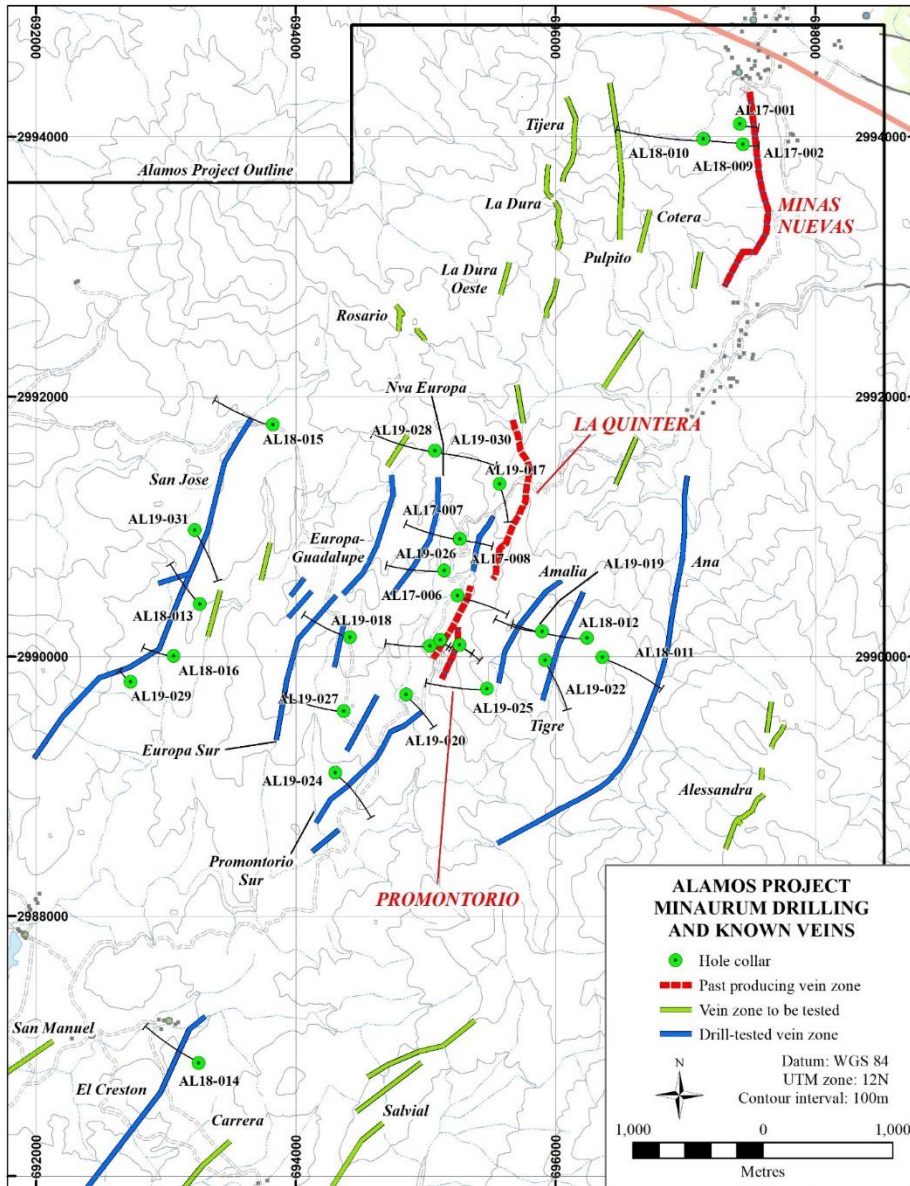 692000
694000
696000
698000
AL17-001
Tijera
2994000
AL18-010
AL17-002
2994000
AL18-009
Alamos Project Outline
La Dura
MINAS
NUEVAS
Cotera
La Dura
Oeste
Pulpito
Rosario
Nva Europa
2992000
2992000
AL19-028
AL19-030
LA QUINTERA
AL18-015
AL19-017
San Jose
AL17-007
AL19-031
Europa-
Guadalupe
AL19-026
AL17-008
Amalia
Ana
AL19-019
AL17-006
AL18-013
AL19-018
AL18-012
2990000
2990000
AL18-016
AL18-011
AL19-029
AL19-022
AL19-027
AL19-025
Tigre
Europa Sur
AL19-020
AL19-024
Alessandra
Promontorio
Sur
PROMONTORIO
2988000
ALAMOS PROJECT
MINAURUM DRILLING
AND KNOWN VEINS
Hole collar
Past producing vein zone
Vein zone to be tested
Drill-tested vein zone
San Manuel
Datum: WGS 84
UTM zone: 12N
Contour interval: 100m
N
AL18-014
El Creston
Carrera
Salvial
1,000
0
1,000
Metres
692000
694000
696000